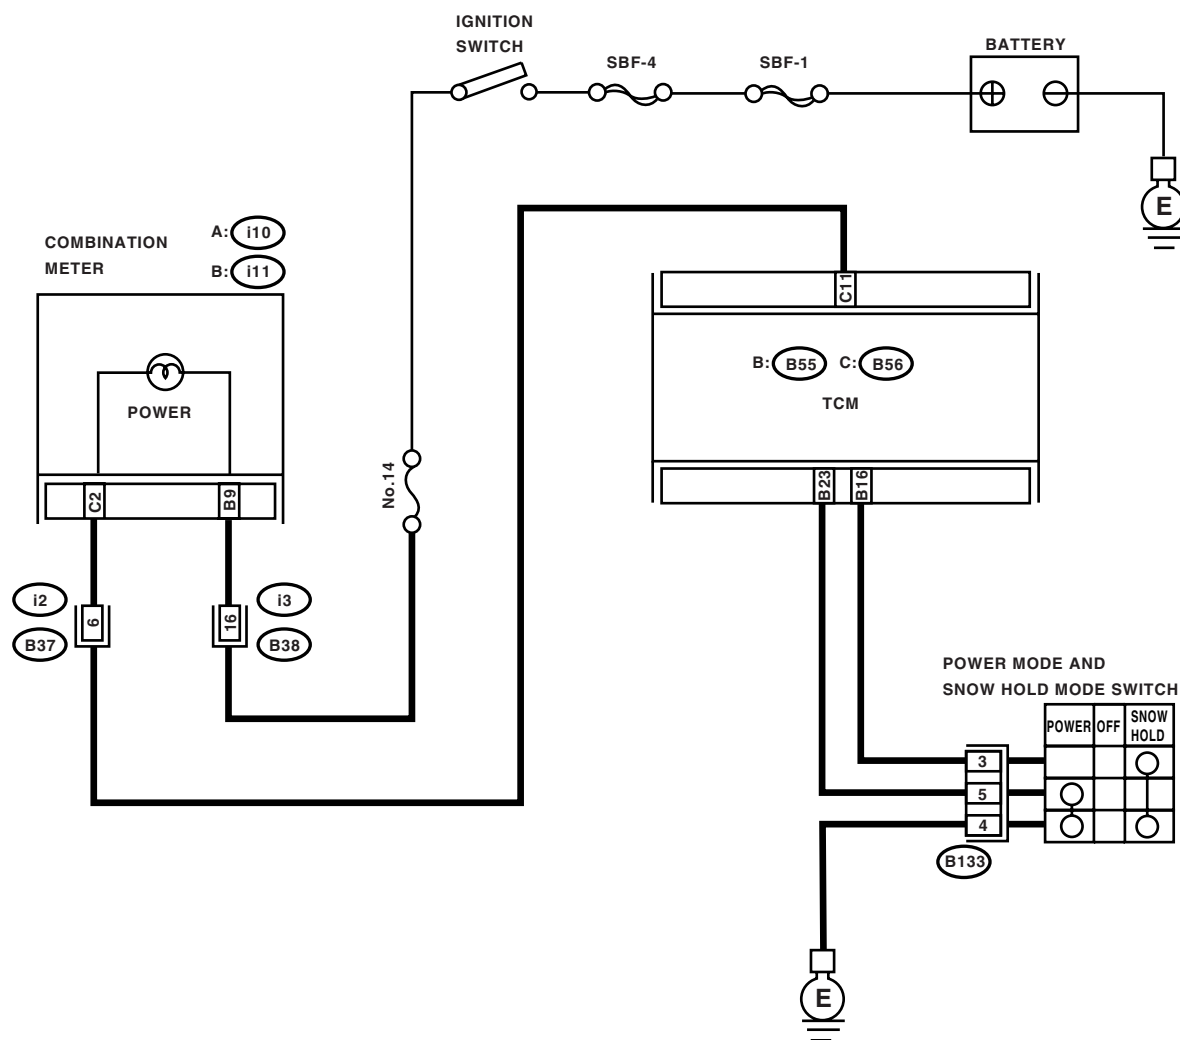 IGNITION
SWITCH
SBF-4
SBF-1
BATTERY
E
COMBINATION
METER
A: i10
B: i11
C11
B: B55 C: B56
TCM
POWER
No.14
C2
B9
B23
B16
i2
6
B37
i3
16
B38
POWER MODE AND
SNOW HOLD MODE SWITCH
POWER OFF SNOW
HOLD
3
5
4
B133
E